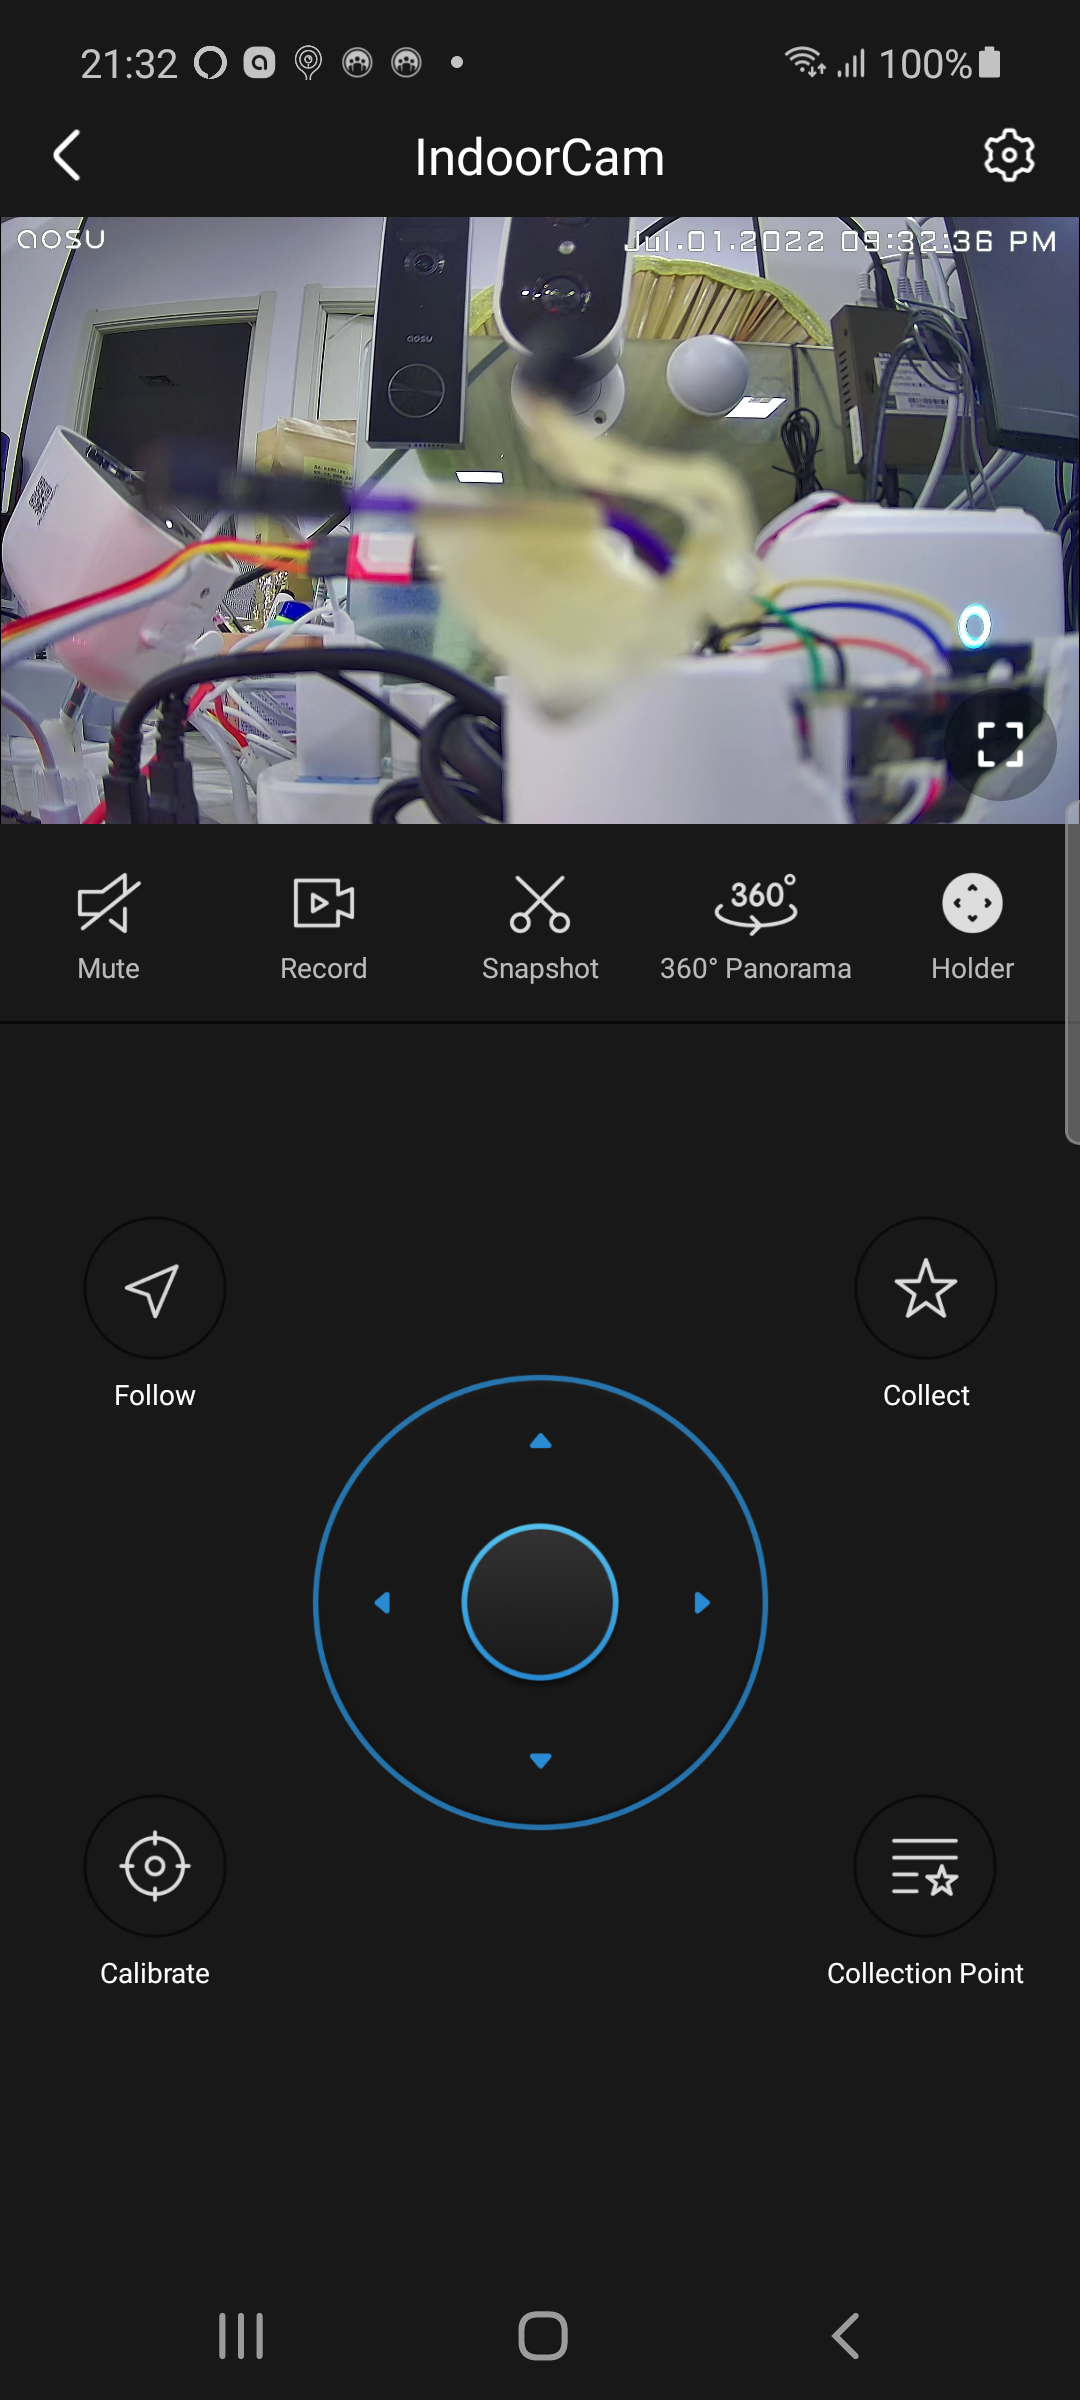 21:32
100%
IndoorCam
aosu
Jul.01.2022 09:32:36 PM
aosu
360°
Mute
Record
Snapshot
360° Panorama
Holder
Follow
Collect
Calibrate
Collection Point